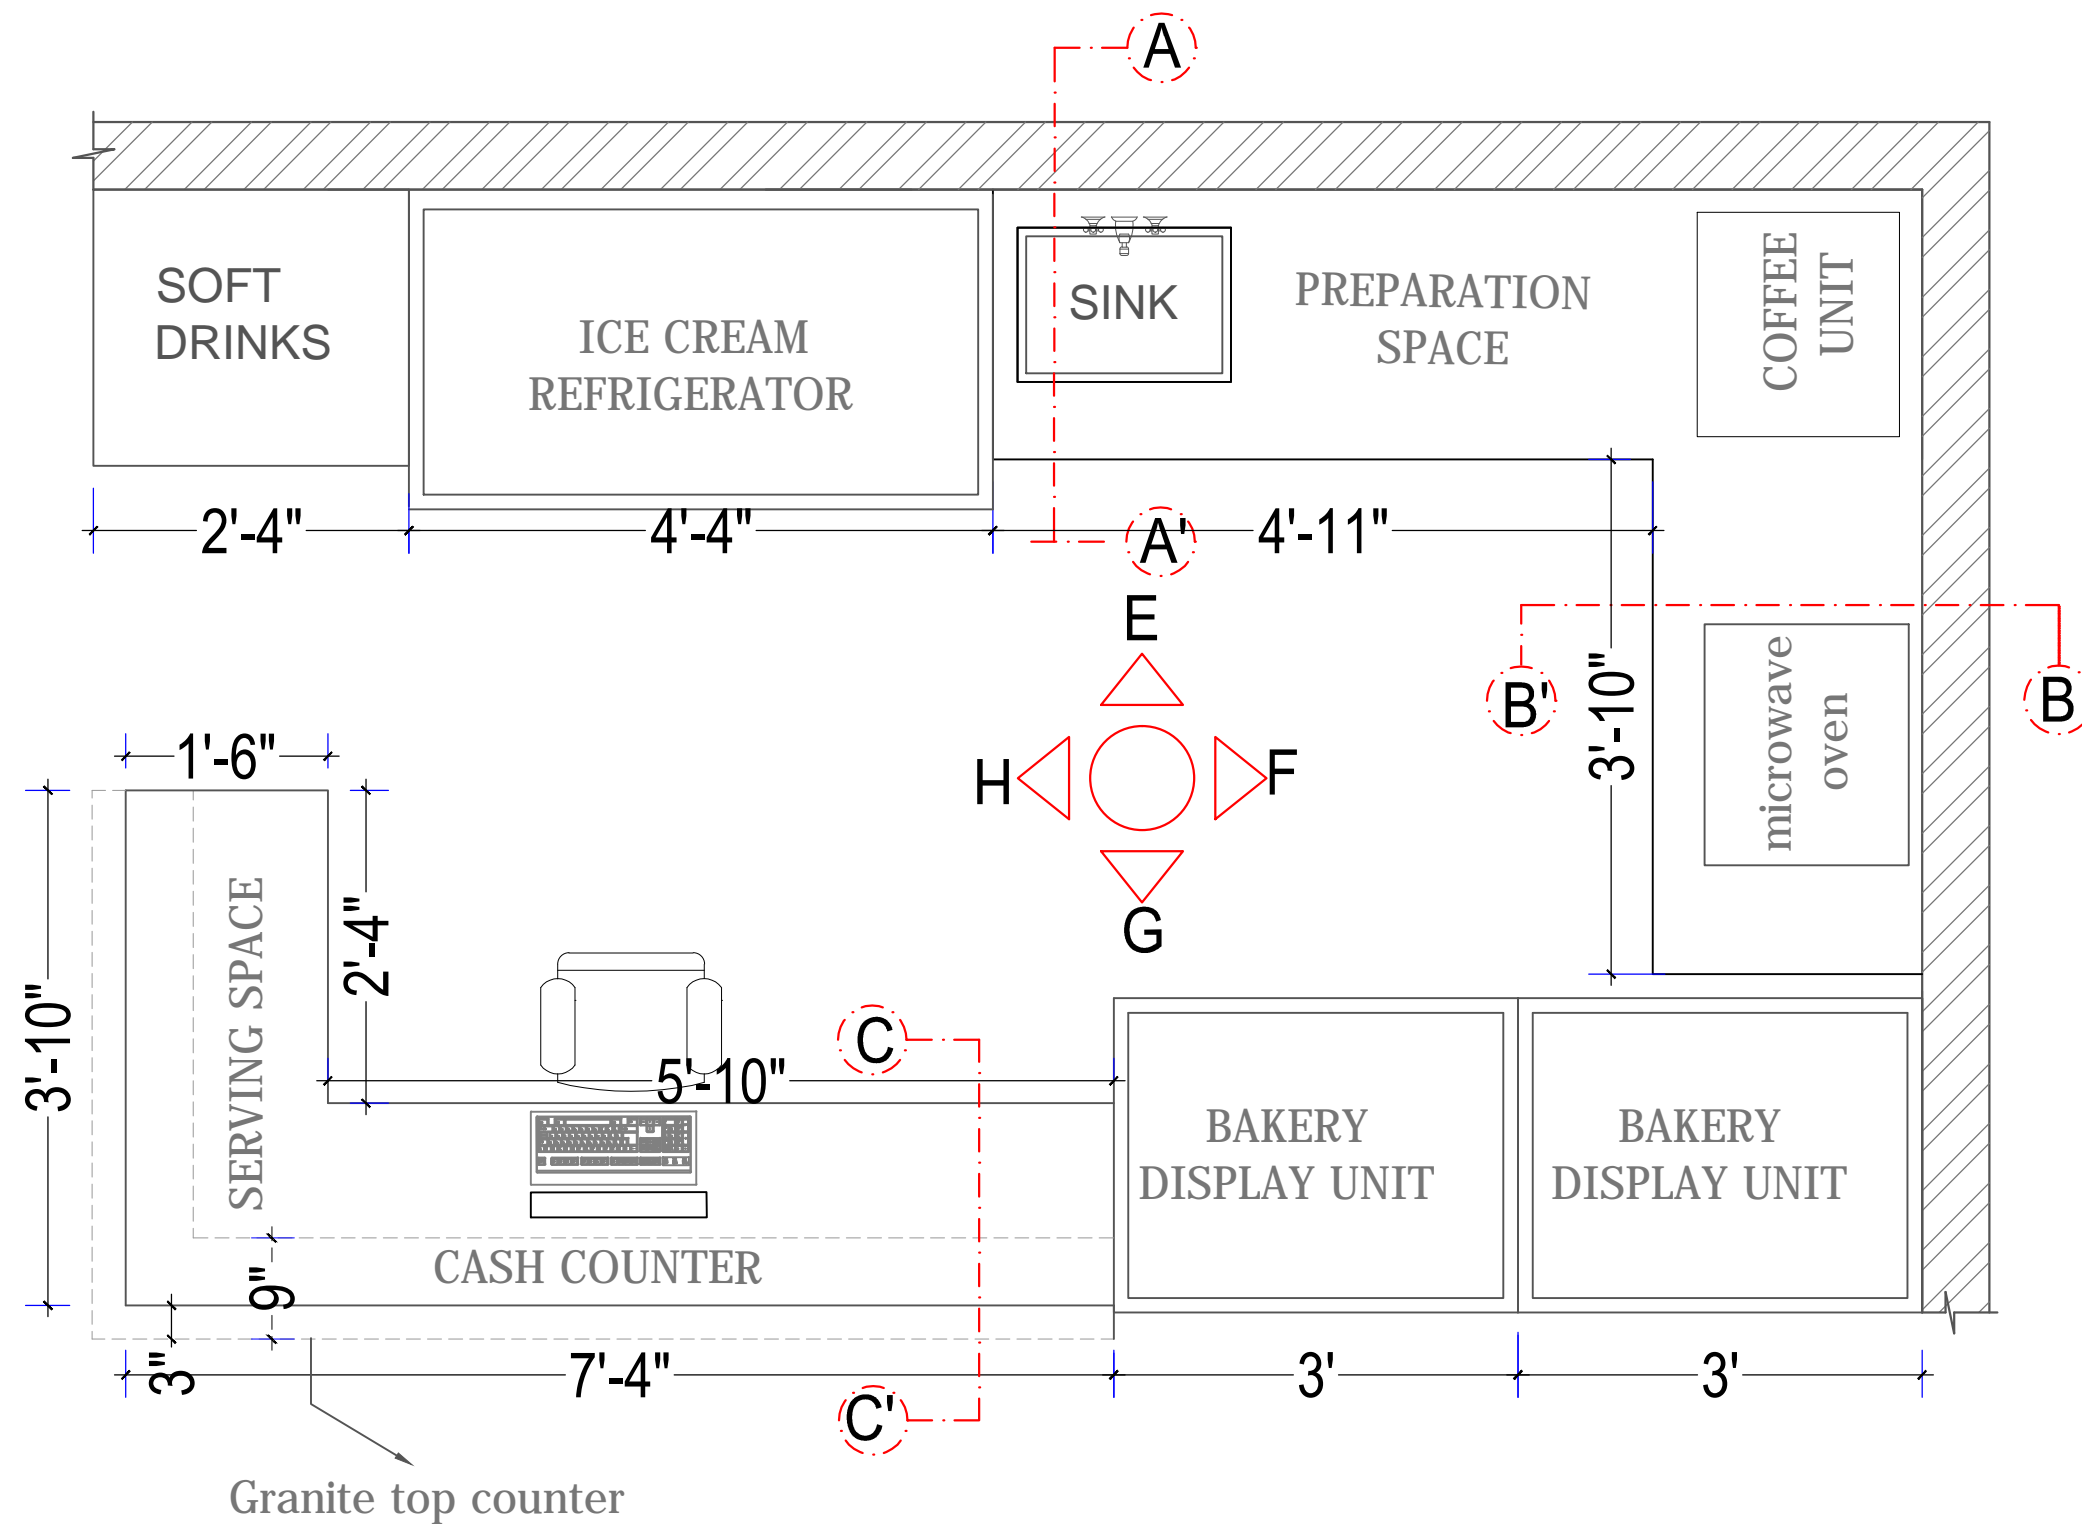 A
SOFT
DRINKS
ICE CREAM
REFRIGERATOR
SINK
PREPARATION
SPACE
COFFEE
UNIT
2'-4"
4'-4"
A'
4'-11"
E
H
F
G
B'
B
3'-10"
microwave
oven
1'-6"
3'-10"
2'-4"
SERVING SPACE
5'-10"
C
BAKERY
DISPLAY UNIT
BAKERY
DISPLAY UNIT
CASH COUNTER
9"
3"
7'-4"
3'
3'
C'
Granite top counter